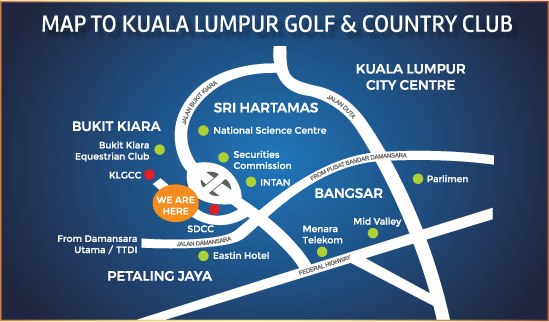 MAP TO KUALA LUMPUR GOLF & COUNTRY CLUB
KUALA LUMPUR
CITY CENTRE
JALAN BUKIT KIARA
JALAN DUTA
SRI HARTAMAS
BUKIT KIARA
National Science Centre
Bukit Kiara
Equestrian Club
Securities
Commission
FROM PUSAT BANDAR DAMANSARA
KLGCC
INTAN
Parlimen
BANGSAR
WE ARE
HERE
SDCC
Menara
Telekom
Mid Valley
From Damansara
Utama / TTDI
JALAN DAMANSARA
Eastin Hotel
FEDERAL HIGHWAY
PETALING JAYA